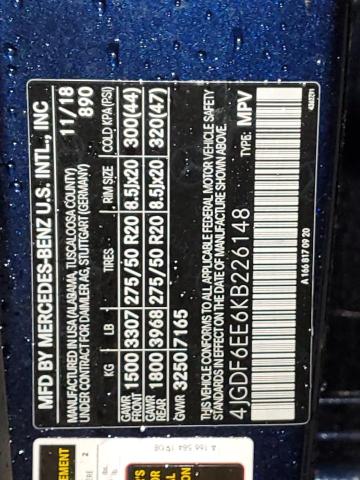 MFD BY MERCEDES-BENZ U.S. INTL., INC
MANUFACTURED IN USA (ALABAMA, TUSCALOOSA COUNTY)
UNDER CONTRACT FOR DAIMLER AG, STUTTGART (GERMANY)
11/18
890
KG LB TIRES RIM SIZE COLD KPA(PSI)
GAWR FRONT 1500 3307 275/50 R20 8.5Jx20 300(44)
GAWR REAR 1800 3968 275/50 R20 8.5Jx20 320(47)
GVWR 3250 7165
THIS VEHICLE CONFORMS TO ALL APPLICABLE FEDERAL MOTOR VEHICLE SAFETY
STANDARDS IN EFFECT ON THE DATE OF MANUFACTURE SHOWN ABOVE.
4JGDF6EE6KB226148 TYPE: MPV
A 166 817 09 20
A 166 584 19 08